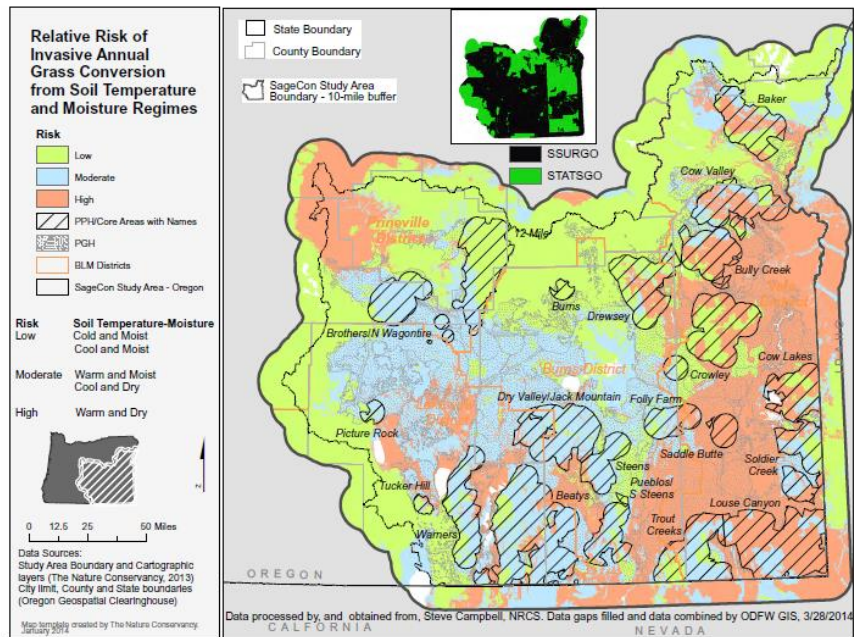 Relative Risk of
Invasive Annual
Grass Conversion
from Soil Temperature
and Moisture Regimes
Risk
Low
Moderate
High
PPH/Core Areas with Names
PGH
BLM Districts
SageCon Study Area - Oregon
Risk Soil Temperature-Moisture
Low Cold and Moist
Cool and Moist
Moderate Warm and Moist
Cool and Dry
High Warm and Dry
N
0 12.5 25 50 Miles
Data Sources:
Study Area Boundary and Cartographic
layers (The Nature Conservancy, 2013)
City limit, County and State boundaries
(Oregon Geospatial Clearinghouse)
Map template created by The Nature Conservancy.
January 2014
State Boundary
County Boundary
SageCon Study Area
Boundary - 10-mile buffer
SSURGO
STATSGO
Baker
Cow Valley
Prineville
District
12 Mile
Bully Creek
Burns
Drewsey
Brothers/N Wagontire
Cow Lakes
Crowley
Burns District
Dry Valley/Jack Mountain
Folly Farm
Picture Rock
Saddle Butte
Soldier
Creek
Steens
Tucker Hill
Pueblos/
S Steens
Beatys
Louse Canyon
Trout
Creeks
Warners
OREGON
Data processed by, and obtained from, Steve Campbell, NRCS. Data gaps filled and data combined by ODFW GIS, 3/28/2014
CALIFORNIA
NEVADA